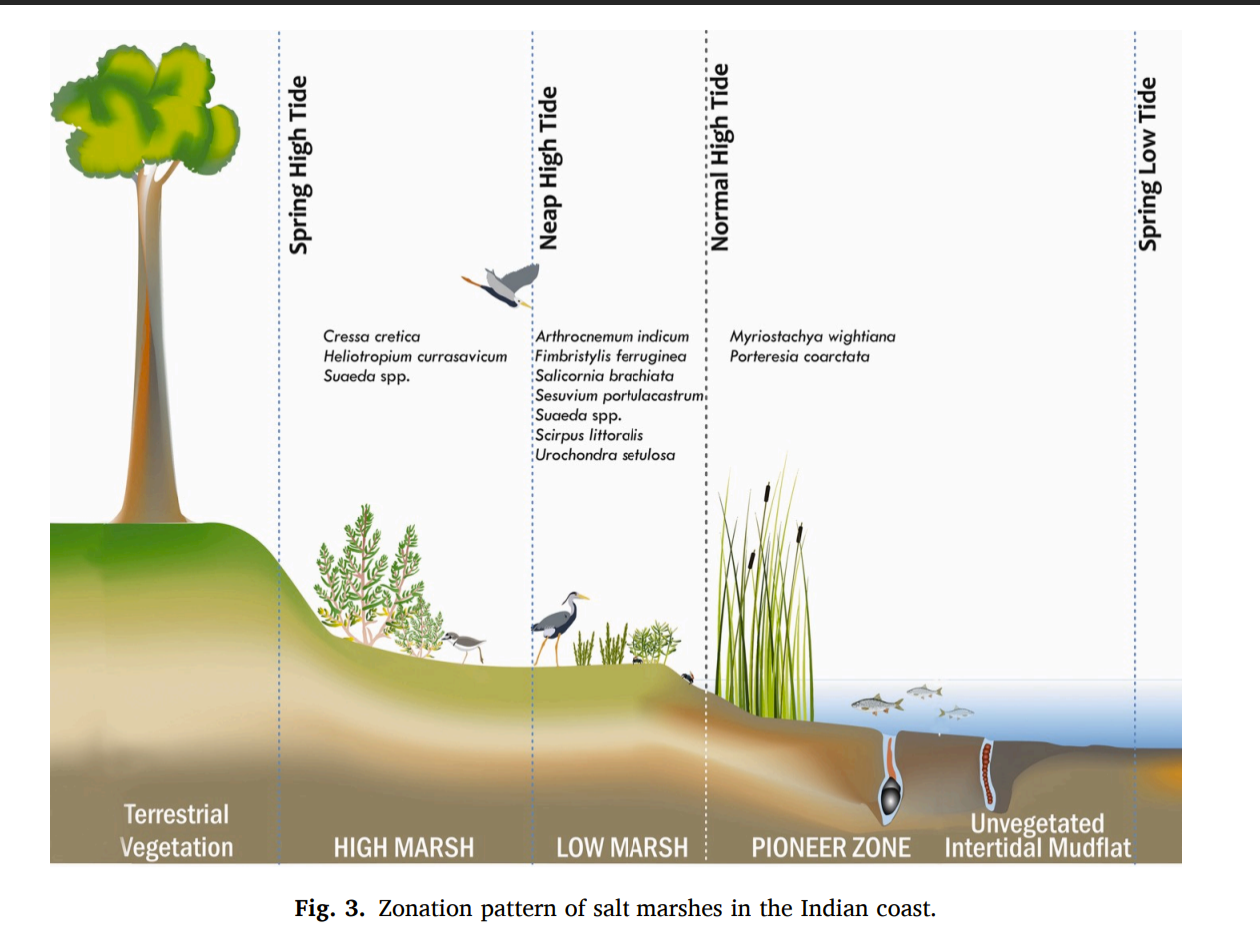 Spring High Tide
Neap High Tide
Normal High Tide
Spring Low Tide
Cressa cretica
Heliotropium currasavicum
Suaeda spp.
Arthrocnemum indicum
Fimbristylis ferruginea
Salicornia brachiata
Sesuvium portulacastrum
Suaeda spp.
Scirpus littoralis
Urochondra setulosa
Myriostachya wightiana
Porteresia coarctata
Terrestrial
Vegetation
HIGH MARSH
LOW MARSH
PIONEER ZONE
Unvegetated
Intertidal Mudflat
Fig. 3. Zonation pattern of salt marshes in the Indian coast.